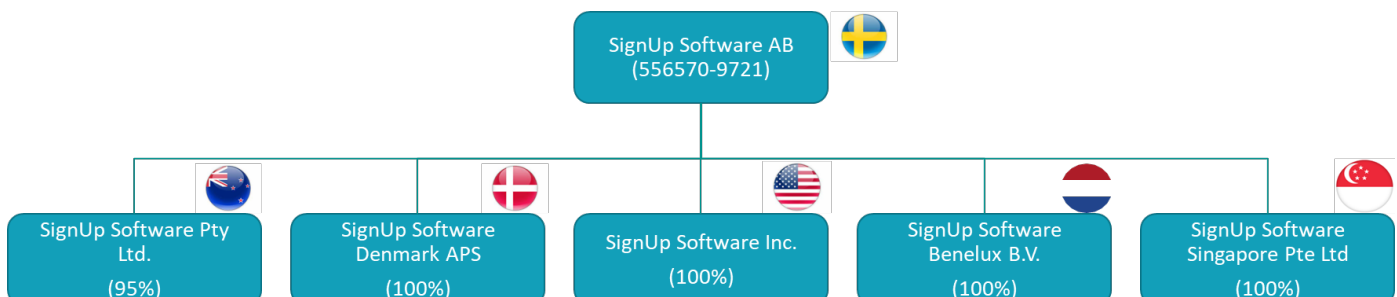 SignUp Software AB
(556570-9721)
SignUp Software Pty
Ltd.
(95%)
SignUp Software
Denmark APS
(100%)
SignUp Software Inc.
(100%)
SignUp Software
Benelux B.V.
(100%)
SignUp Software
Singapore Pte Ltd
(100%)